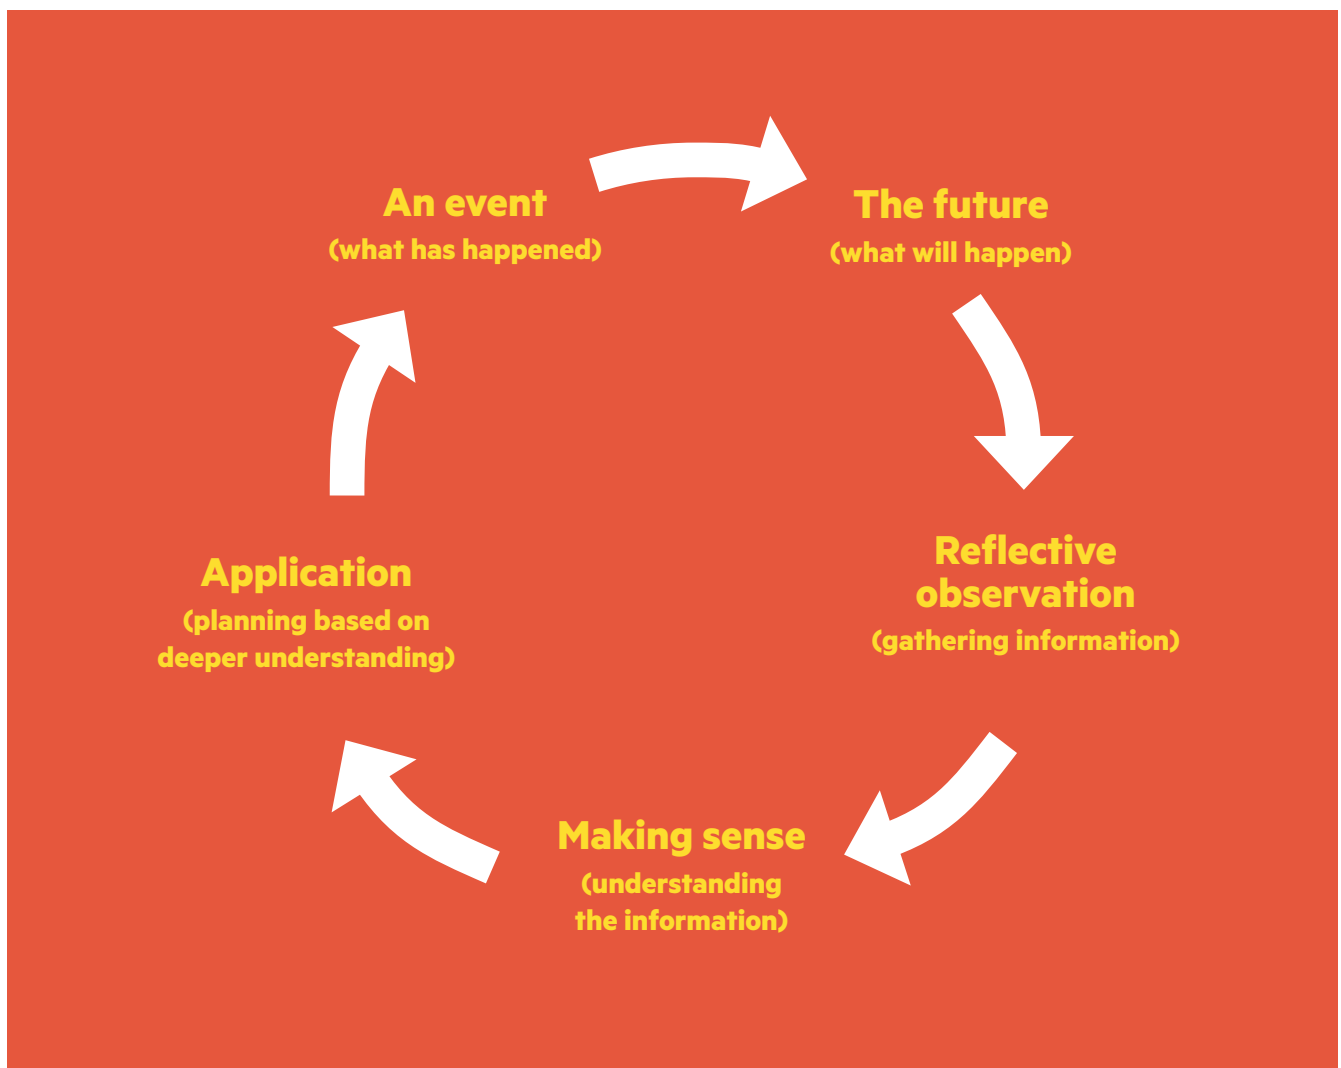 An event
(what has happened)
The future
(what will happen)
Reflective
observation
(gathering information)
Making sense
(understanding
the information)
Application
(planning based on
deeper understanding)